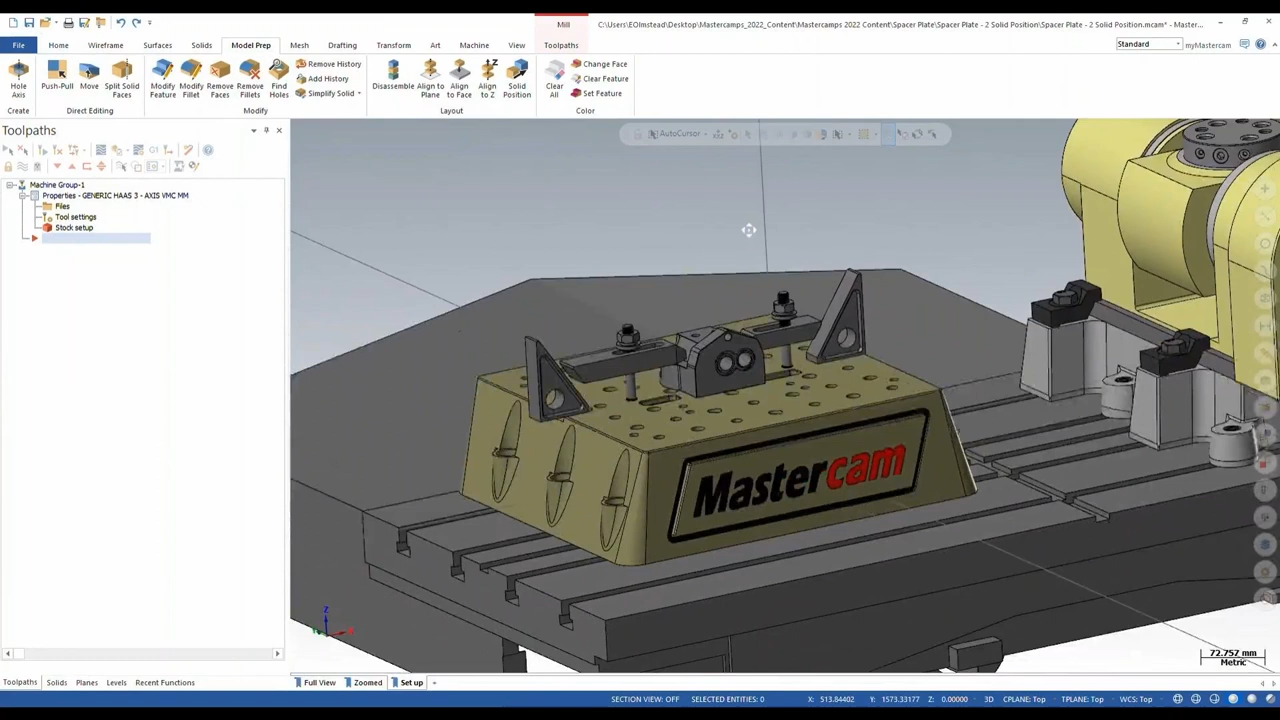 Mill
C:\Users\EOlmstead\Desktop\Mastercamps_2022_Content\Mastercamps 2022 Content\Spacer Plate\Spacer Plate - 2 Solid Position\Spacer Plate - 2 Solid Position.mcam* - Master...
File Home Wireframe Surfaces Solids Model Prep Mesh Drafting Transform Art Machine View Toolpaths
Standard myMastercam
Hole Axis
Push-Pull
Move
Split Solid Faces
Modify Feature
Modify Fillet
Remove Faces
Remove Fillets
Find Holes
Remove History
Add History
Simplify Solid
Disassemble
Align to Plane
Align to Face
Align to Z
Solid Position
Clear All
Change Face
Clear Feature
Set Feature
Create Direct Editing Modify Layout Color
Toolpaths
AutoCursor
Machine Group-1
Properties - GENERIC HAAS 3 - AXIS VMC MM
Files
Tool settings
Stock setup
Mastercam
Z
X
72.757 mm
Metric
Toolpaths Solids Planes Levels Recent Functions
Full View Zoomed Set up +
SECTION VIEW: OFF SELECTED ENTITIES: 0 X: 513.84402 Y: 1573.33177 Z: 0.00000 3D CPLANE: Top TPLANE: Top WCS: Top